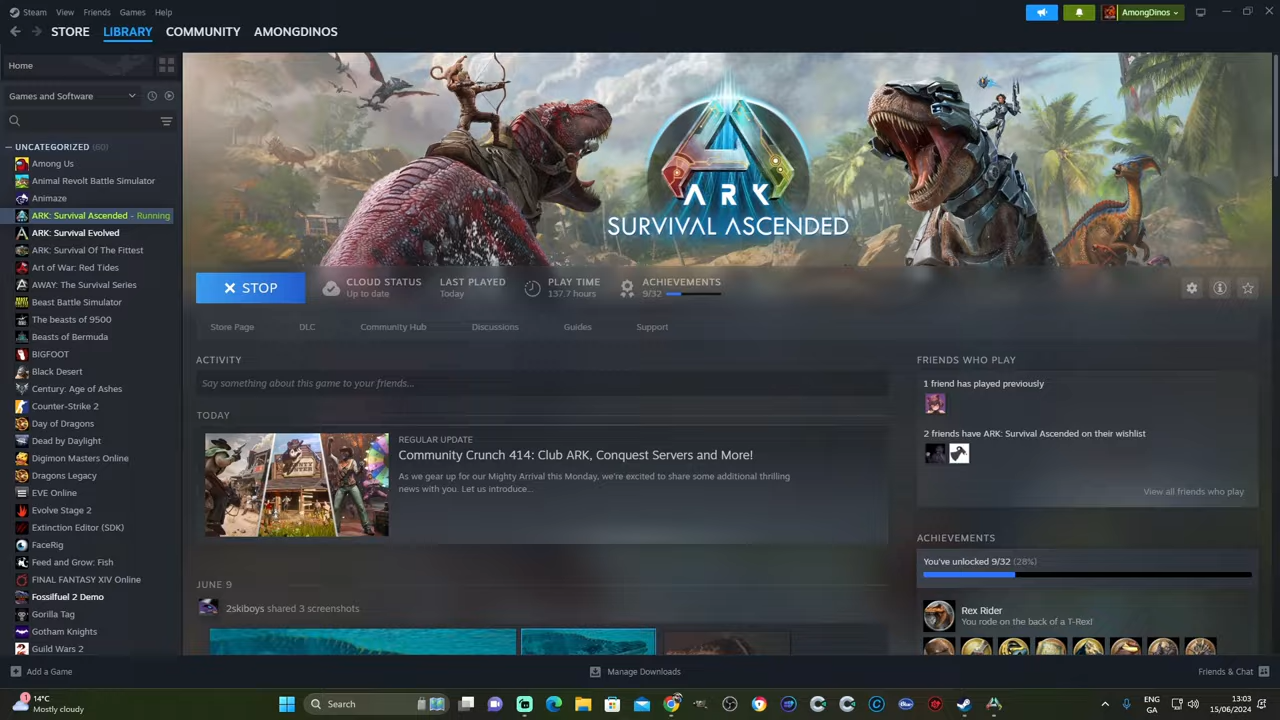 Steam View Friends Games Help
AmongDinos
STORE LIBRARY COMMUNITY AMONGDINOS
Home
Games and Software
UNCATEGORIZED (60)
Among Us
Animal Revolt Battle Simulator
Animaze
ARK: Survival Ascended - Running
ARK: Survival Evolved
ARK: Survival Of The Fittest
Art of War: Red Tides
AWAY: The Survival Series
Beast Battle Simulator
The beasts of 9500
Beasts of Bermuda
BIGFOOT
Black Desert
Century: Age of Ashes
Counter-Strike 2
Day of Dragons
Dead by Daylight
Digimon Masters Online
Dragons Legacy
EVE Online
Evolve Stage 2
Extinction Editor (SDK)
FaceRig
Feed and Grow: Fish
FINAL FANTASY XIV Online
Fossilfuel 2 Demo
Gorilla Tag
Gotham Knights
Guild Wars 2
ARK
SURVIVAL ASCENDED
STOP
CLOUD STATUS
Up to date
LAST PLAYED
Today
PLAY TIME
137.7 hours
ACHIEVEMENTS
9/32
Store Page DLC Community Hub Discussions Guides Support
ACTIVITY
Say something about this game to your friends...
TODAY
REGULAR UPDATE
Community Crunch 414: Club ARK, Conquest Servers and More!
As we gear up for our Mighty Arrival this Monday, we're excited to share some additional thrilling
news with you. Let us introduce...
JUNE 9
2skiboys shared 3 screenshots
FRIENDS WHO PLAY
1 friend has played previously
2 friends have ARK: Survival Ascended on their wishlist
View all friends who play
ACHIEVEMENTS
You've unlocked 9/32 (28%)
Rex Rider
You rode on the back of a T-Rex!
Add a Game
Manage Downloads
Friends & Chat
14°C
Mostly cloudy
Search
ENG
GA
13:03
15/06/2024